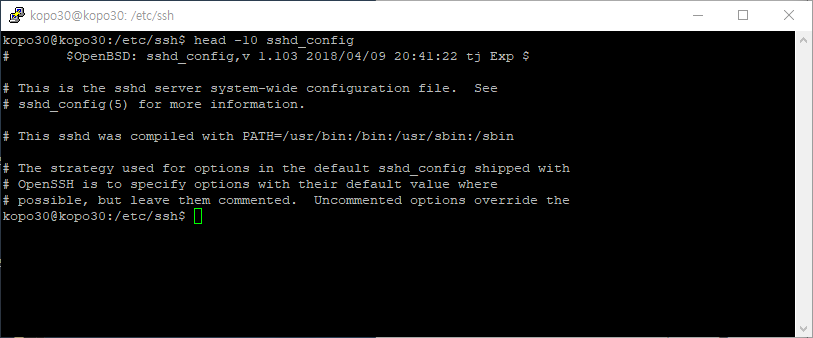 kopo30@kopo30: /etc/ssh
kopo30@kopo30:/etc/ssh$ head -10 sshd_config
#       $OpenBSD: sshd_config,v 1.103 2018/04/09 20:41:22 tj Exp $
# This is the sshd server system-wide configuration file.  See
# sshd_config(5) for more information.
# This sshd was compiled with PATH=/usr/bin:/bin:/usr/sbin:/sbin
# The strategy used for options in the default sshd_config shipped with
# OpenSSH is to specify options with their default value where
# possible, but leave them commented.  Uncommented options override the
kopo30@kopo30:/etc/ssh$